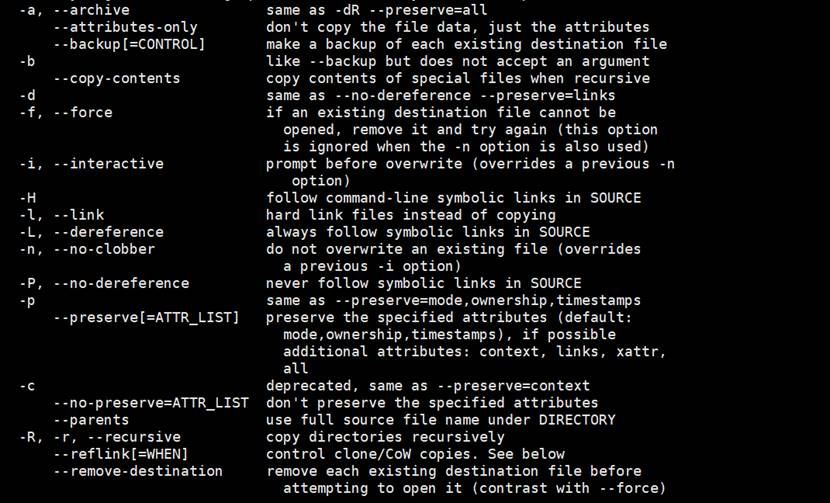 -a, --archive                same as -dR --preserve=all
    --attributes-only        don't copy the file data, just the attributes
    --backup[=CONTROL]       make a backup of each existing destination file
-b                           like --backup but does not accept an argument
    --copy-contents          copy contents of special files when recursive
-d                           same as --no-dereference --preserve=links
-f, --force                  if an existing destination file cannot be
                               opened, remove it and try again (this option
                               is ignored when the -n option is also used)
-i, --interactive            prompt before overwrite (overrides a previous -n
                                option)
-H                           follow command-line symbolic links in SOURCE
-l, --link                   hard link files instead of copying
-L, --dereference            always follow symbolic links in SOURCE
-n, --no-clobber             do not overwrite an existing file (overrides
                               a previous -i option)
-P, --no-dereference         never follow symbolic links in SOURCE
-p                           same as --preserve=mode,ownership,timestamps
    --preserve[=ATTR_LIST]   preserve the specified attributes (default:
                               mode,ownership,timestamps), if possible
                               additional attributes: context, links, xattr,
                               all
-c                           deprecated, same as --preserve=context
    --no-preserve=ATTR_LIST  don't preserve the specified attributes
    --parents                use full source file name under DIRECTORY
-R, -r, --recursive          copy directories recursively
    --reflink[=WHEN]         control clone/CoW copies. See below
    --remove-destination     remove each existing destination file before
                               attempting to open it (contrast with --force)